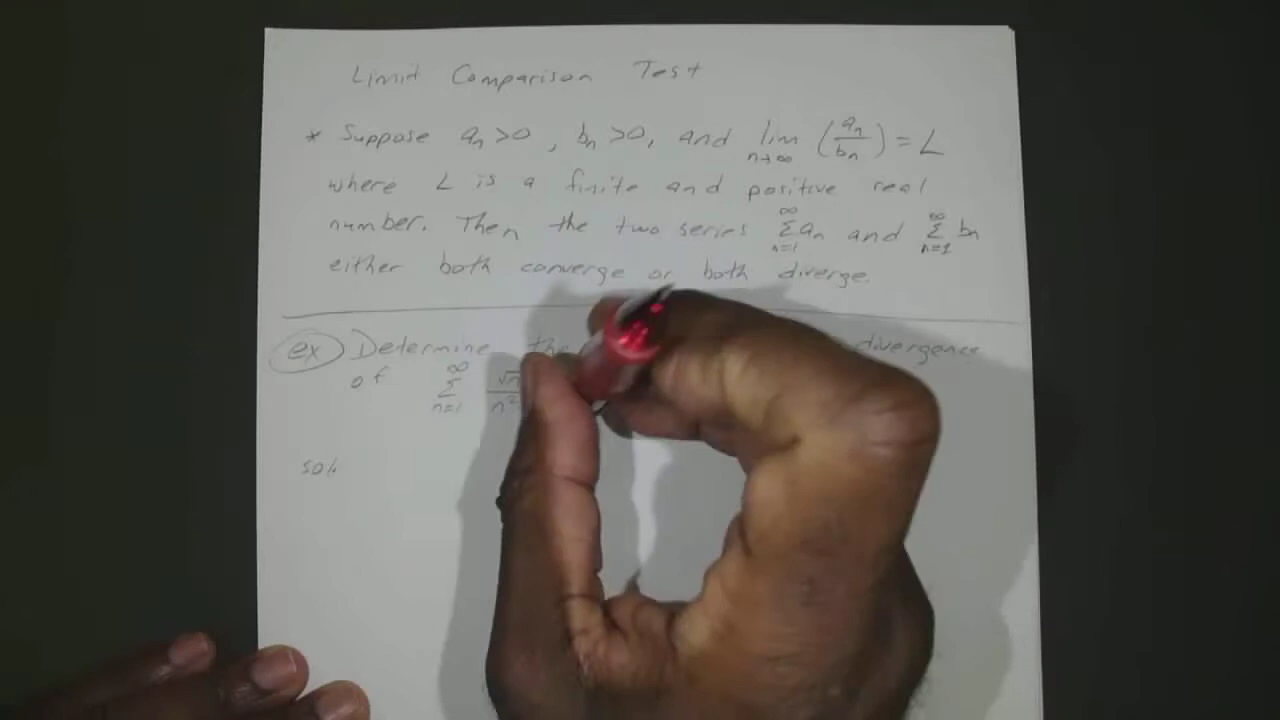 Limit Comparison Test
* Suppose aₙ>0, bₙ>0, and lim n→∞ (aₙ/bₙ) = L
where L is a finite and positive real
number. Then the two series ∞ Σ n=1 aₙ and ∞ Σ n=1 bₙ
either both converge or both diverge.
ex Determine the divergence
of ∞ Σ n=1 √n/n²
sol.